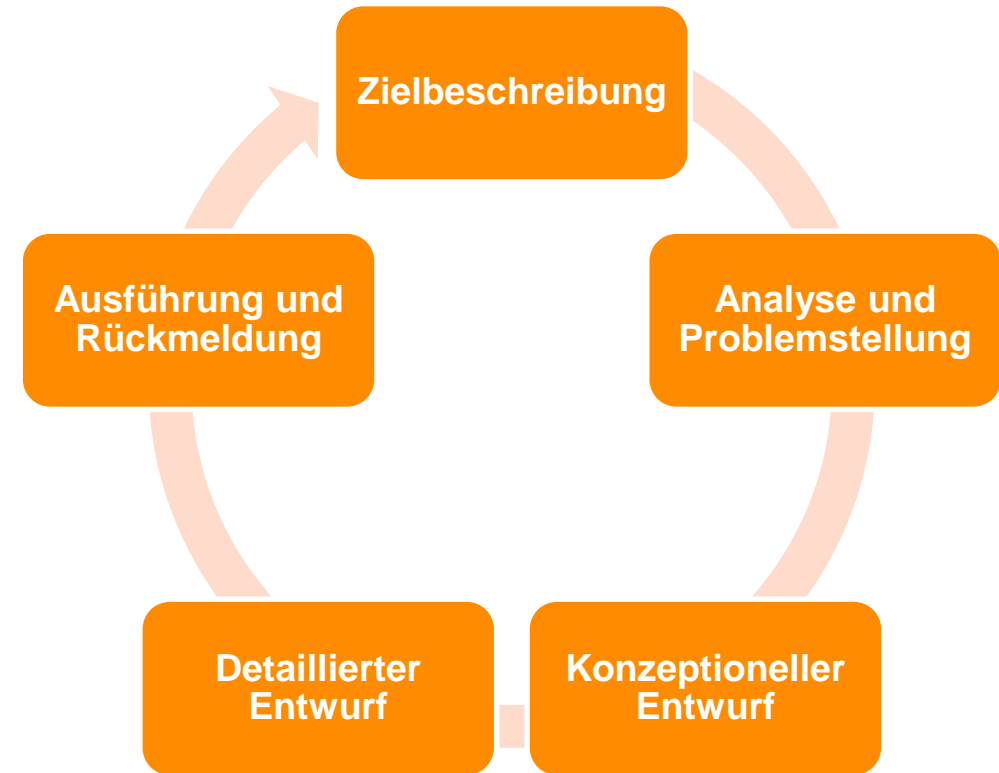 Zielbeschreibung
Analyse und
Problemstellung
Konzeptioneller
Entwurf
Detaillierter
Entwurf
Ausführung und
Rückmeldung